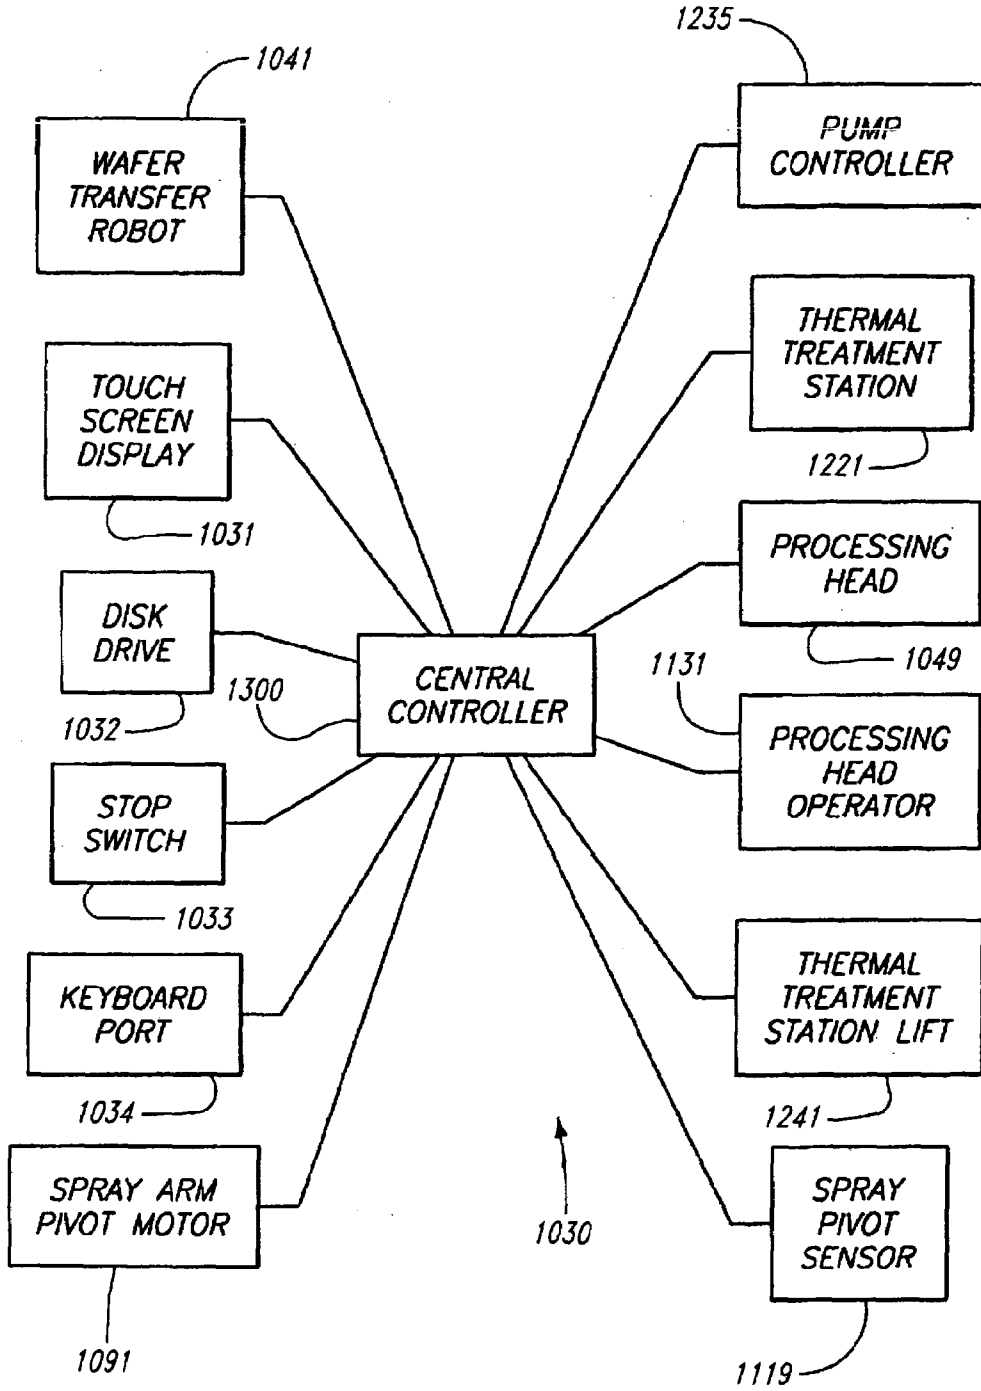 1041
WAFER
TRANSFER
ROBOT
TOUCH
SCREEN
DISPLAY
1031
DISK
DRIVE
1032
1300
STOP
SWITCH
1033
KEYBOARD
PORT
1034
SPRAY ARM
PIVOT MOTOR
1091
CENTRAL
CONTROLLER
1030
1235
PUMP
CONTROLLER
THERMAL
TREATMENT
STATION
1221
PROCESSING
HEAD
1049
1131
PROCESSING
HEAD
OPERATOR
THERMAL
TREATMENT
STATION LIFT
1241
SPRAY
PIVOT
SENSOR
1119